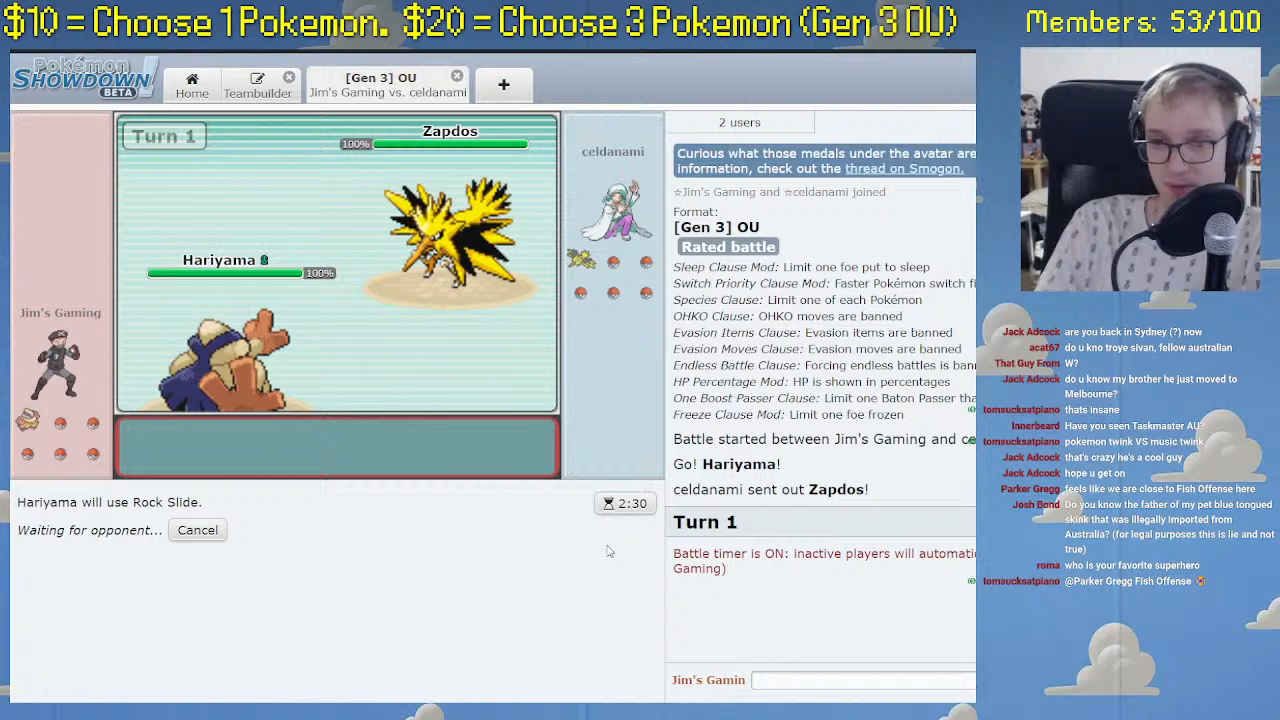 $10 = Choose 1 Pokemon. $20 = Choose 3 Pokemon (Gen 3 OU)
Members: 53/100
Pokémon
SHOWDOWN!
BETA
Home
Teambuilder
[Gen 3] OU
Jim's Gaming vs. celdanami
+
Turn 1
Zapdos
100%
Hariyama
100%
Jim's Gaming
celdanami
Hariyama will use Rock Slide.
2:30
Waiting for opponent...
Cancel
2 users
Curious what those medals under the avatar are
information, check out the thread on Smogon.
☆Jim's Gaming and ☆celdanami joined
Format:
[Gen 3] OU
Rated battle
Sleep Clause Mod: Limit one foe put to sleep
Switch Priority Clause Mod: Faster Pokémon switch fi
Species Clause: Limit one of each Pokémon
OHKO Clause: OHKO moves are banned
Evasion Items Clause: Evasion items are banned
Evasion Moves Clause: Evasion moves are banned
Endless Battle Clause: Forcing endless battles is ban
HP Percentage Mod: HP is shown in percentages
One Boost Passer Clause: Limit one Baton Passer tha
Freeze Clause Mod: Limit one foe frozen
Battle started between Jim's Gaming and ce
Go! Hariyama!
celdanami sent out Zapdos!
Turn 1
Battle timer is ON: inactive players will automati
Gaming)
Jim's Gamin
Jack Adcock are you back in Sydney (?) now
acat67 do u kno troye sivan, fellow australian
That Guy From W?
Jack Adcock do you know my brother he just moved to
Melbourne?
tomsucksatpiano thats insane
Innerbeard Have you seen Taskmaster AU?
tomsucksatpiano pokemon twink VS music twink
Jack Adcock that's crazy he's a cool guy
Jack Adcock hope u get on
Parker Gregg feels like we are close to Fish Offense here
Josh Bond Do you know the father of my pet blue tongued
skink that was illegally imported from
Australia? (for legal purposes this is lie and not
true)
roma who is your favorite superhero
tomsucksatpiano @Parker Gregg Fish Offense